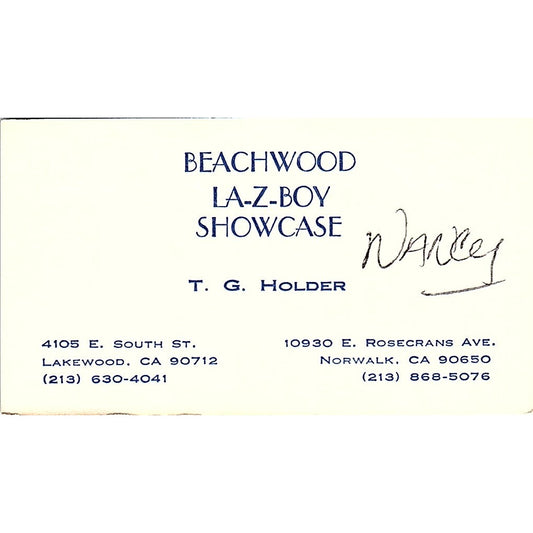 BEACHWOOD
LA-Z-BOY
SHOWCASE
Nancy
T. G. HOLDER
4105 E. SOUTH ST.
LAKEWOOD, CA 90712
(213) 630-4041
10930 E. ROSECRANS AVE.
NORWALK, CA 90650
(213) 868-5076